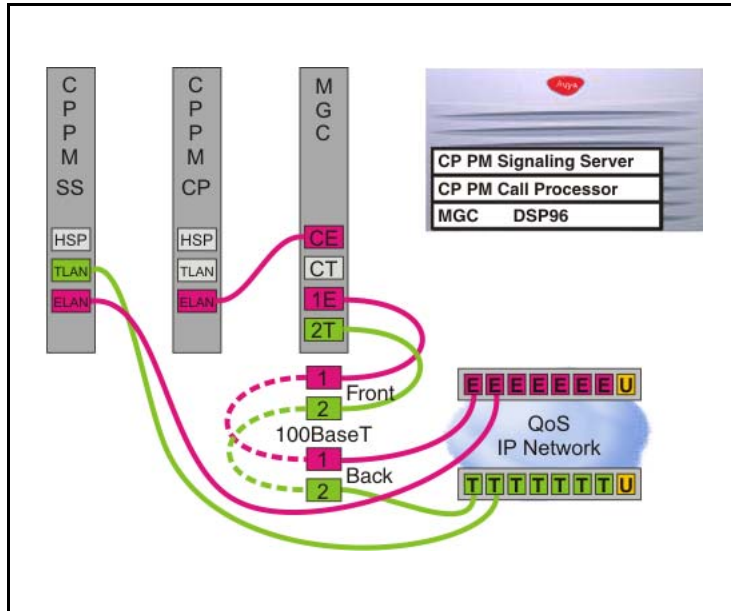 C
P
P
M
SS
HSP
TLAN
ELAN
C
P
P
M
CP
HSP
TLAN
ELAN
M
G
C
CE
CT
1E
2T
AVAYA
CP PM Signaling Server
CP PM Call Processor
MGC DSP96
1
Front
2
100BaseT
1
Back
2
E E E E E E E U
QoS
IP Network
T T T T T T T U